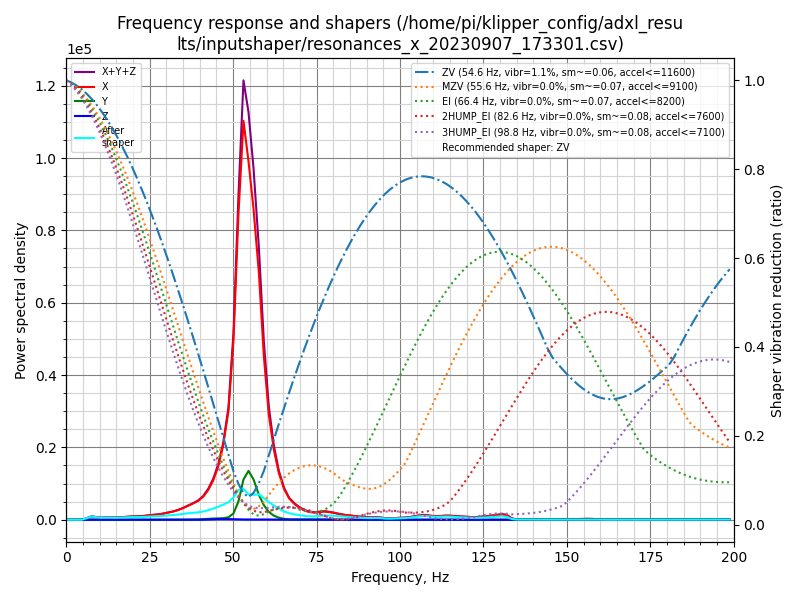 Frequency response and shapers (/home/pi/klipper_config/adxl_resu
lts/inputshaper/resonances_x_20230907_173301.csv)
1e5
X+Y+Z
X
Y
Z
After
shaper
ZV (54.6 Hz, vibr=1.1%, sm~=0.06, accel<=11600)
MZV (55.6 Hz, vibr=0.0%, sm~=0.07, accel<=9100)
EI (66.4 Hz, vibr=0.0%, sm~=0.07, accel<=8200)
2HUMP_EI (82.6 Hz, vibr=0.0%, sm~=0.08, accel<=7600)
3HUMP_EI (98.8 Hz, vibr=0.0%, sm~=0.08, accel<=7100)
Recommended shaper: ZV
Power spectral density
1.2
1.0
0.8
0.6
0.4
0.2
0.0
1.0
0.8
0.6
0.4
0.2
0.0
Shaper vibration reduction (ratio)
0
25
50
75
100
125
150
175
200
Frequency, Hz